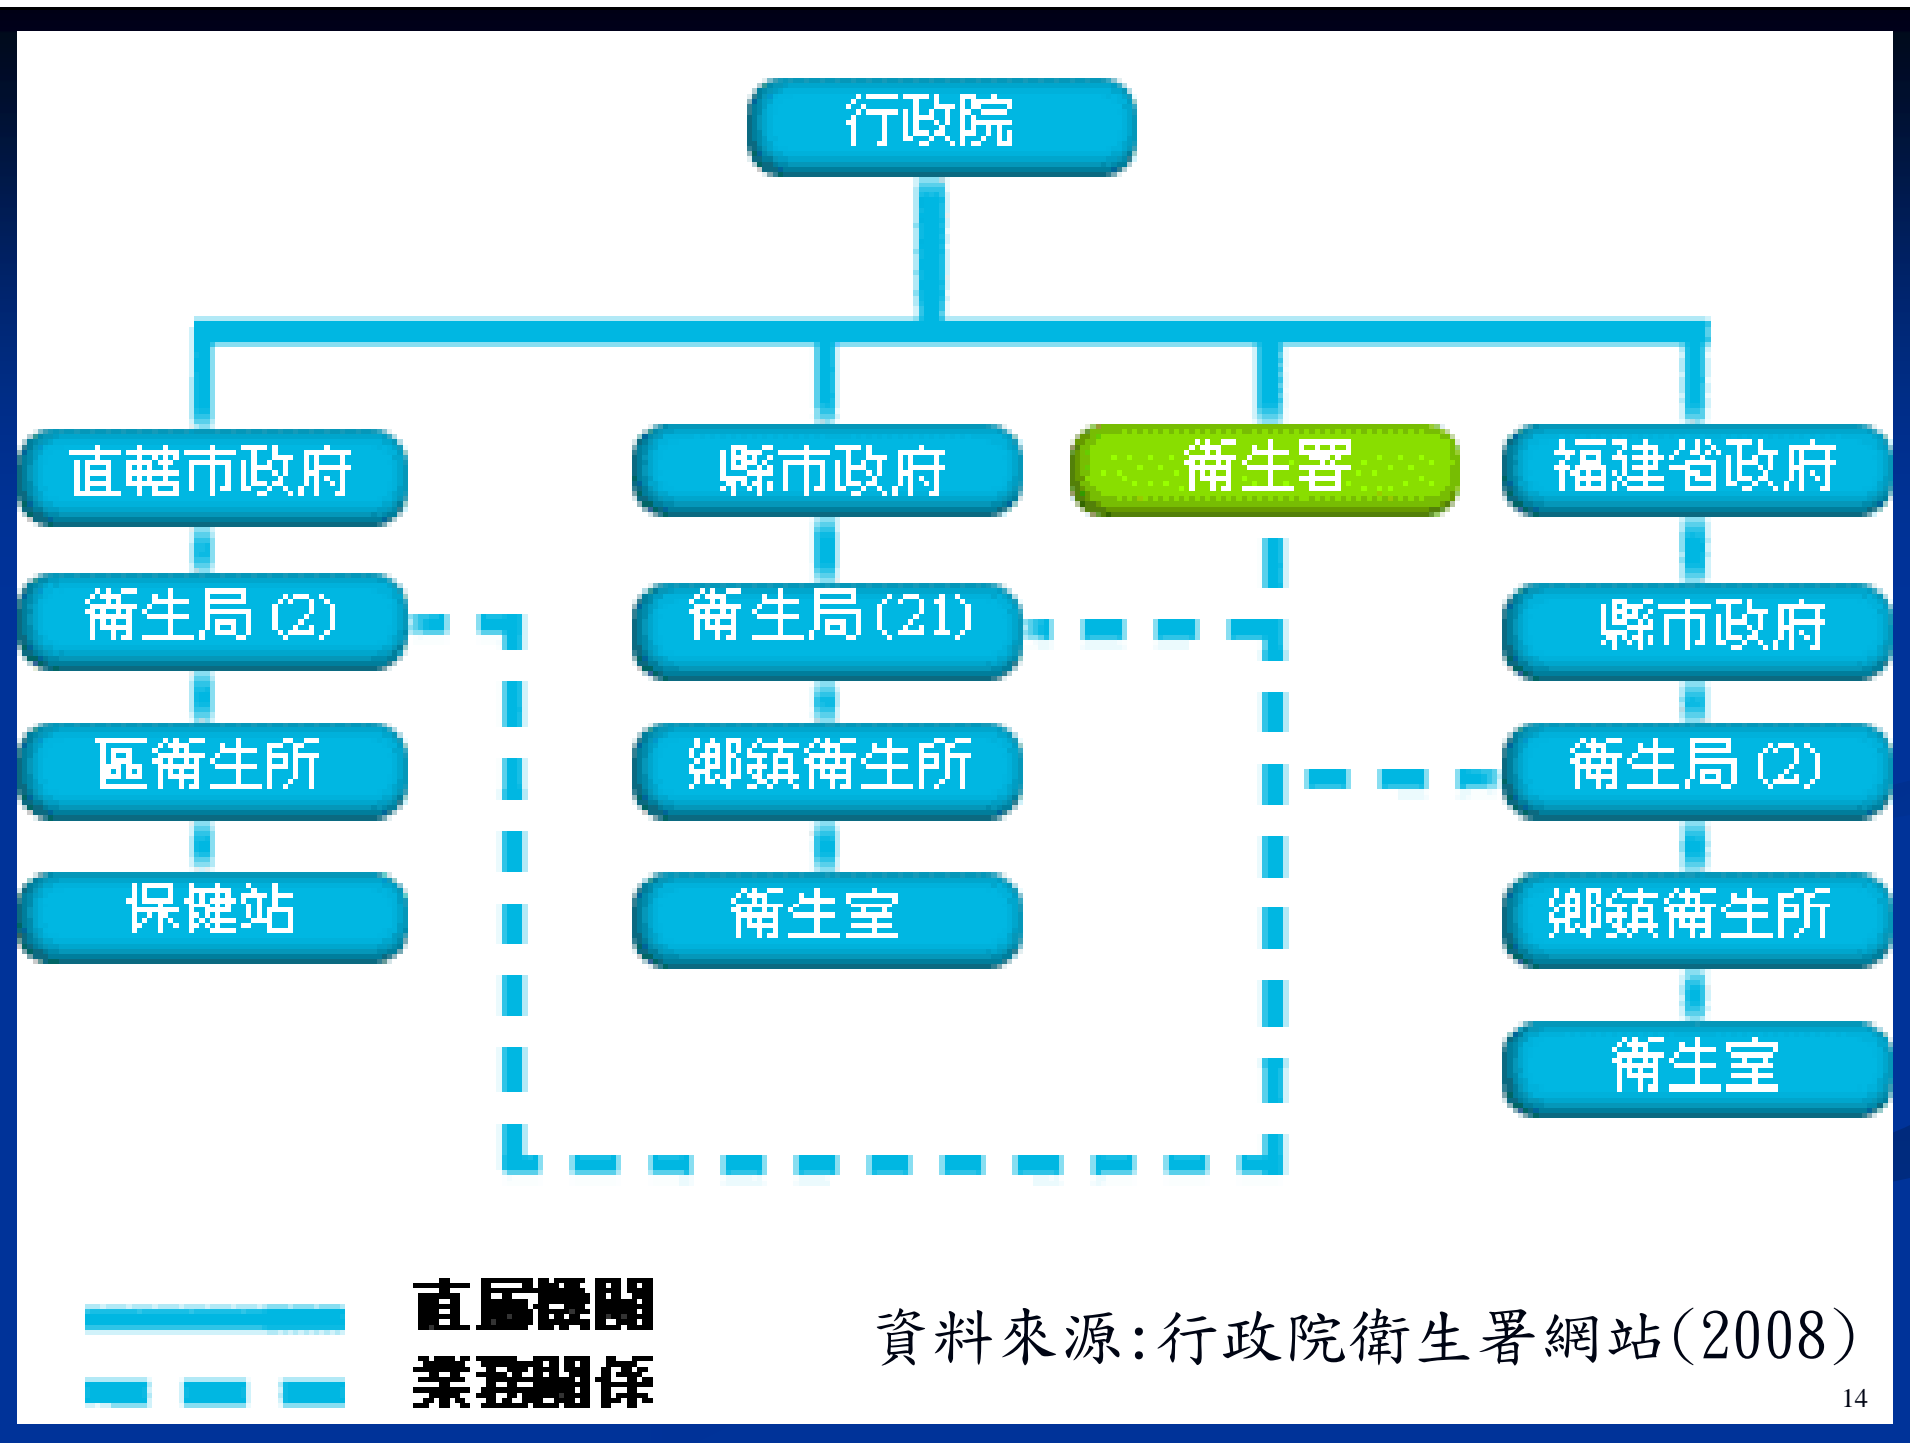 行政院
直轄市政府
縣市政府
衛生署
福建省政府
衛生局(2)
衛生局(21)
縣市政府
區衛生所
鄉鎮衛生所
衛生局(2)
保健站
衛生室
鄉鎮衛生所
衛生室
直屬機關
業務關係
資料來源:行政院衛生署網站(2008)
14